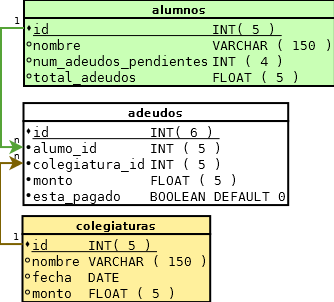 alumnos
1
id INT( 5 )
nombre VARCHAR ( 150 )
num_adeudos_pendientes INT ( 4 )
total_adeudos FLOAT ( 5 )
adeudos
id INT( 6 )
n
alumo_id INT ( 5 )
n
colegiatura_id INT ( 5 )
monto FLOAT ( 5 )
esta_pagado BOOLEAN DEFAULT 0
colegiaturas
1
id INT( 5 )
nombre VARCHAR ( 150 )
fecha DATE
monto FLOAT ( 5 )